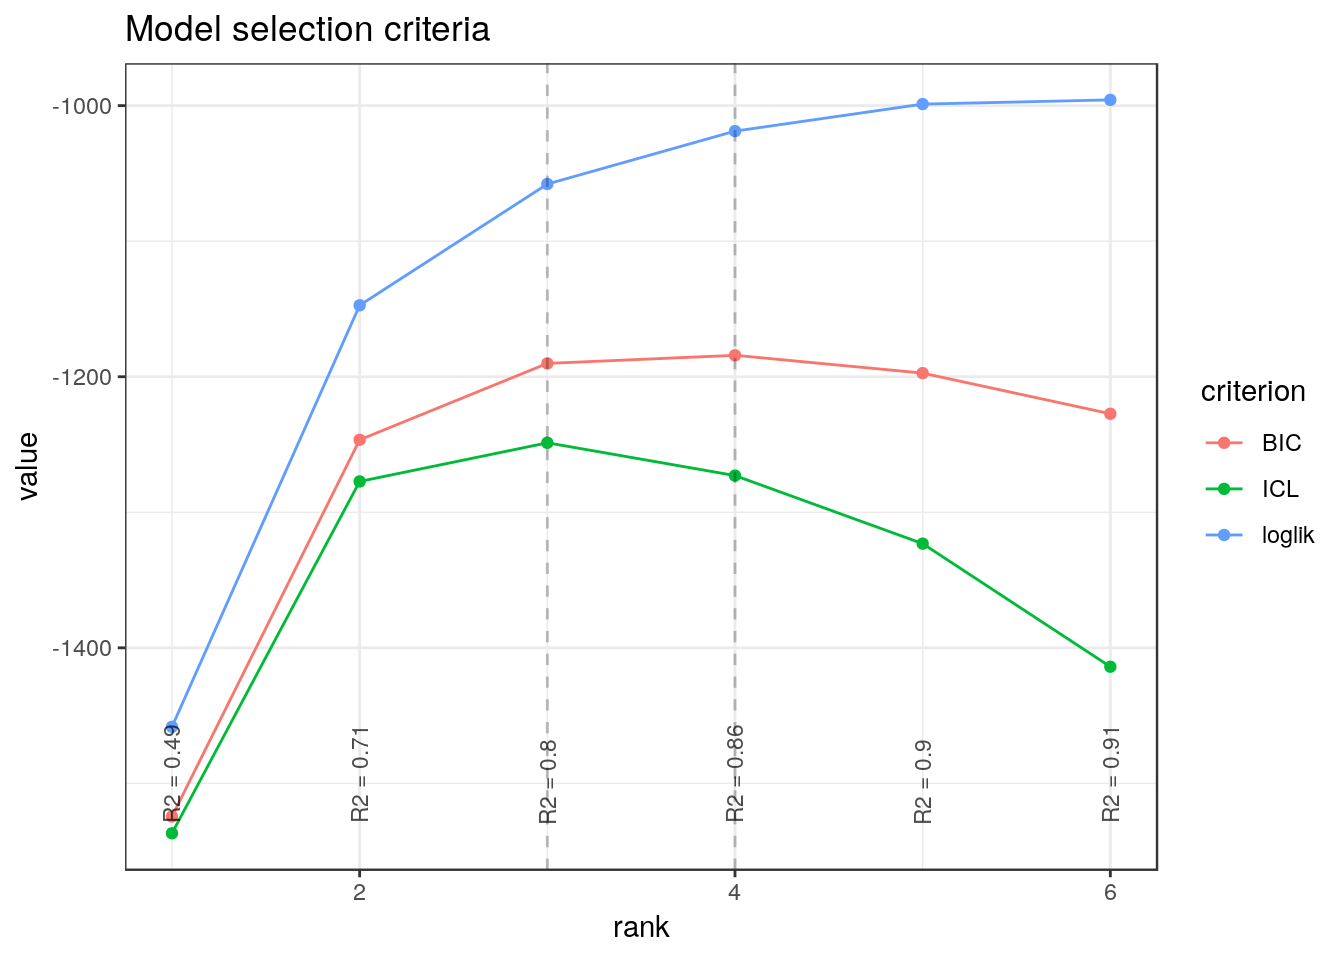 Model selection criteria
-1000
-1200
-1400
value
R2 = 0.49
R2 = 0.71
R2 = 0.8
R2 = 0.86
R2 = 0.9
R2 = 0.91
2
4
6
rank
criterion
BIC
ICL
loglik